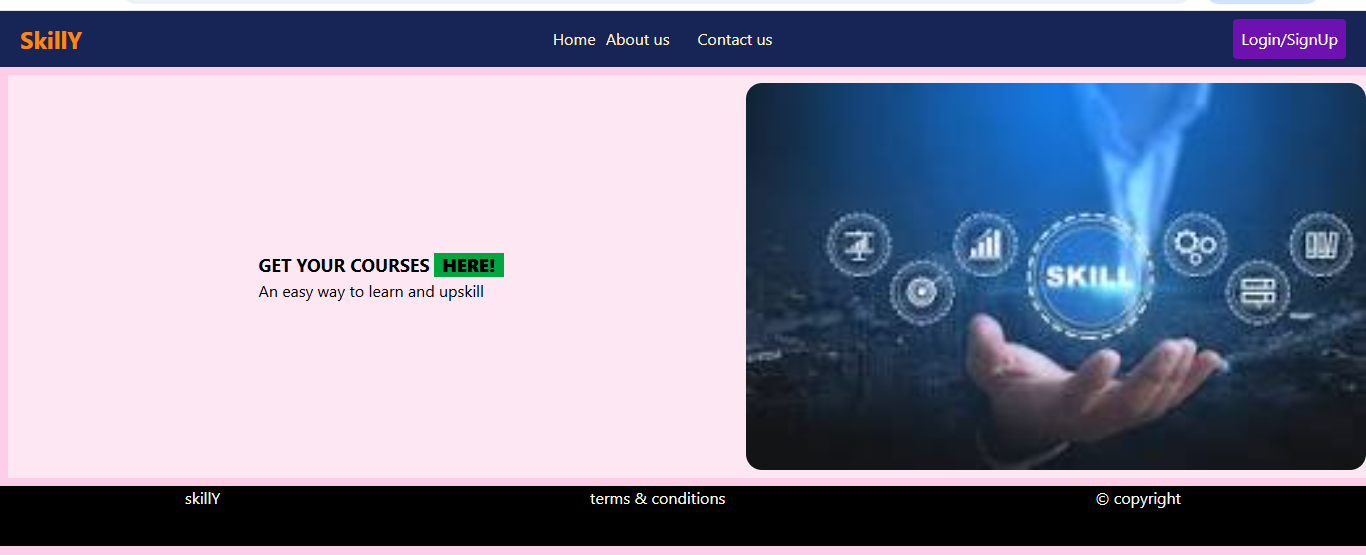 SkillY Home About us Contact us Login/SignUp
GET YOUR COURSES HERE!
An easy way to learn and upskill
SKILL
skillY terms & conditions © copyright